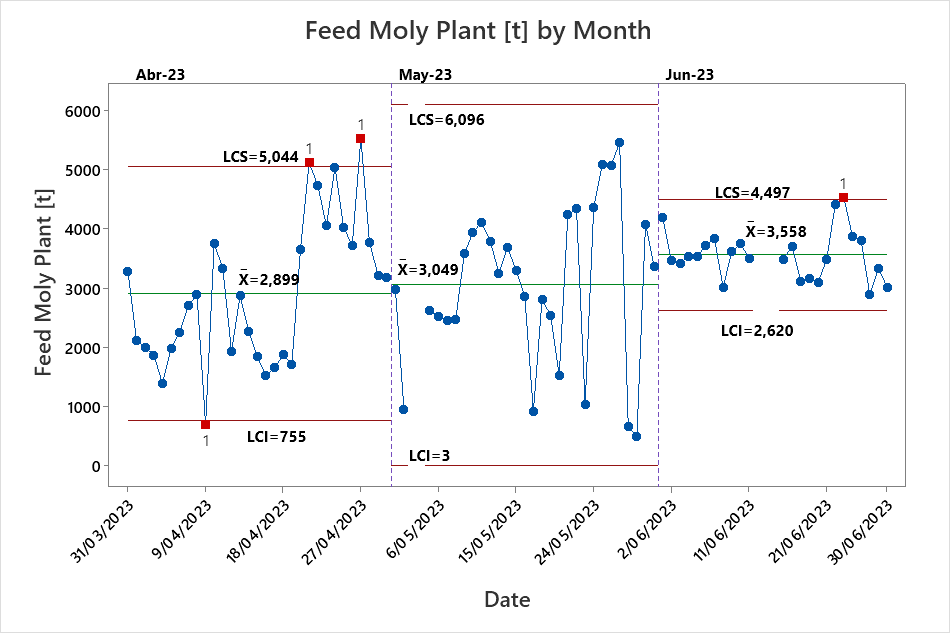 Feed Moly Plant [t] by Month
Abr-23
May-23
Jun-23
6000
5000
4000
3000
2000
1000
0
Feed Moly Plant [t]
LCS=5,044
X̄=2,899
LCI=755
1
1
1
LCS=6,096
X̄=3,049
LCI=3
LCS=4,497
X̄=3,558
LCI=2,620
1
31/03/2023
9/04/2023
18/04/2023
27/04/2023
6/05/2023
15/05/2023
24/05/2023
2/06/2023
11/06/2023
21/06/2023
30/06/2023
Date